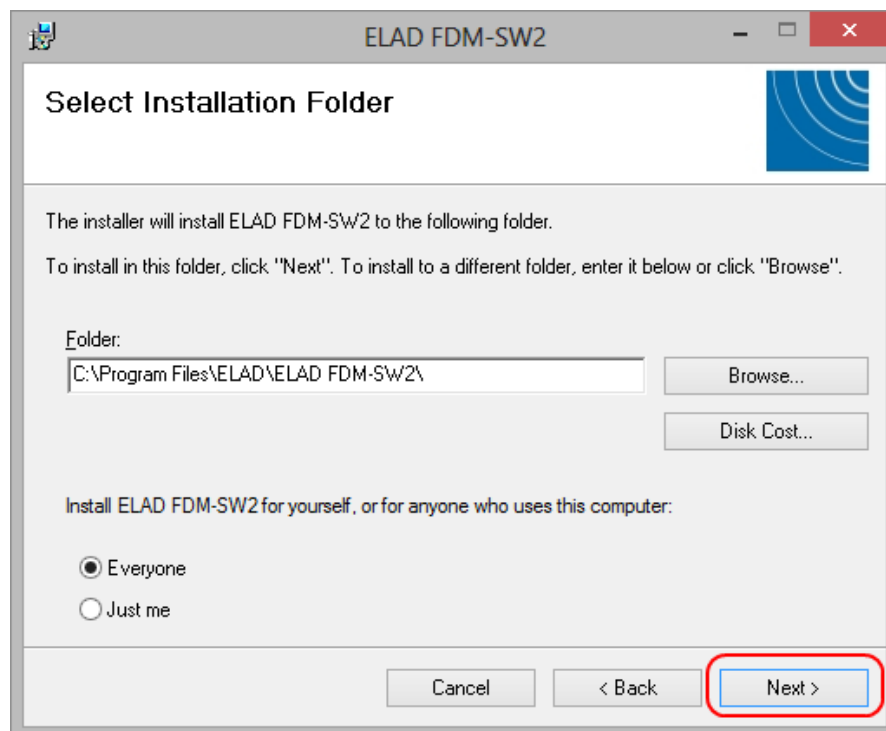 ELAD FDM-SW2
Select Installation Folder
The installer will install ELAD FDM-SW2 to the following folder.
To install in this folder, click "Next". To install to a different folder, enter it below or click "Browse".
Folder:
C:\Program Files\ELAD\ELAD FDM-SW2\
Browse...
Disk Cost...
Install ELAD FDM-SW2 for yourself, or for anyone who uses this computer:
Everyone
Just me
Cancel
< Back
Next >